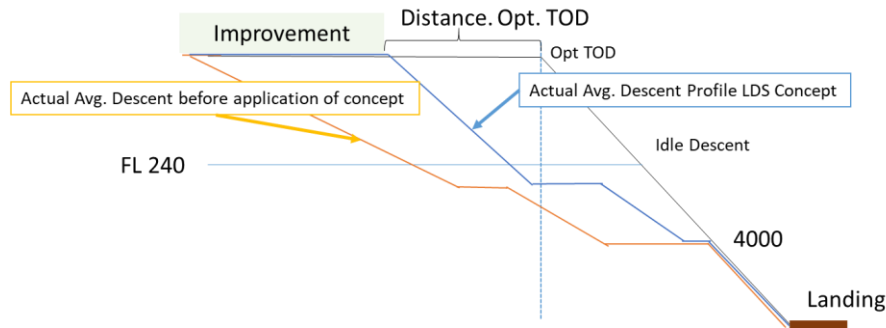 Distance. Opt. TOD
Improvement
Opt TOD
Actual Avg. Descent before application of concept
Actual Avg. Descent Profile LDS Concept
Idle Descent
FL 240
4000
Landing